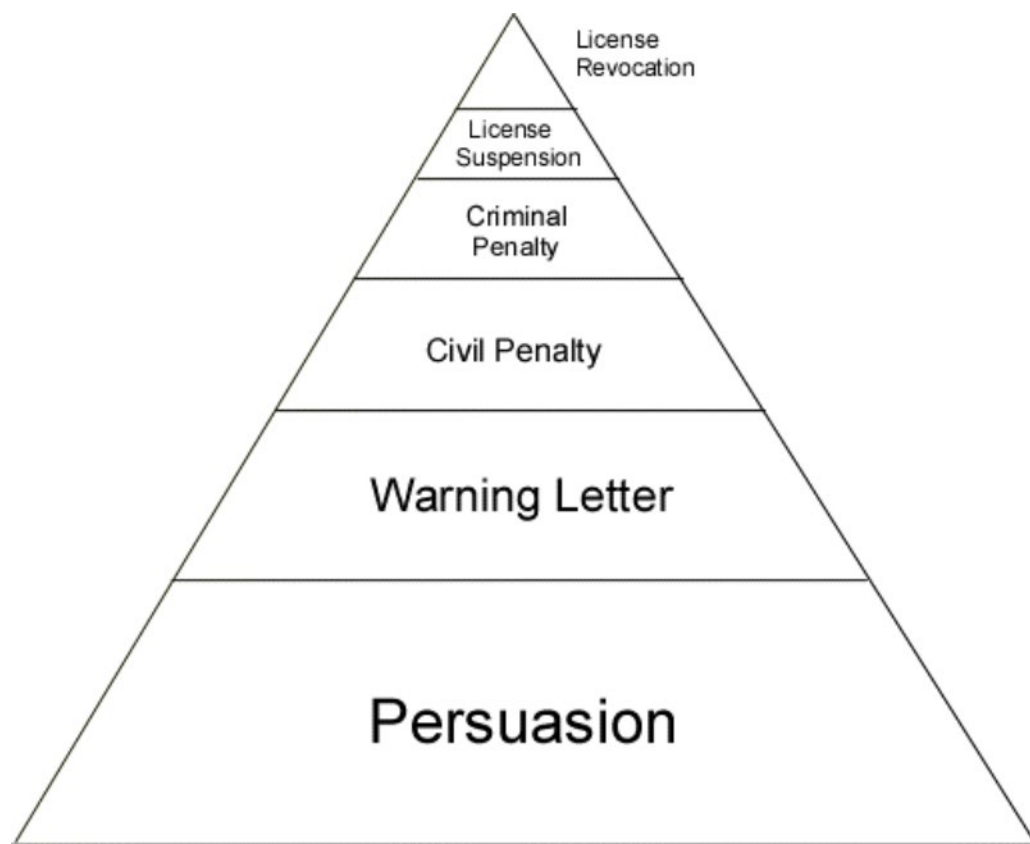 License
Revocation
License
Suspension
Criminal
Penalty
Civil Penalty
Warning Letter
Persuasion